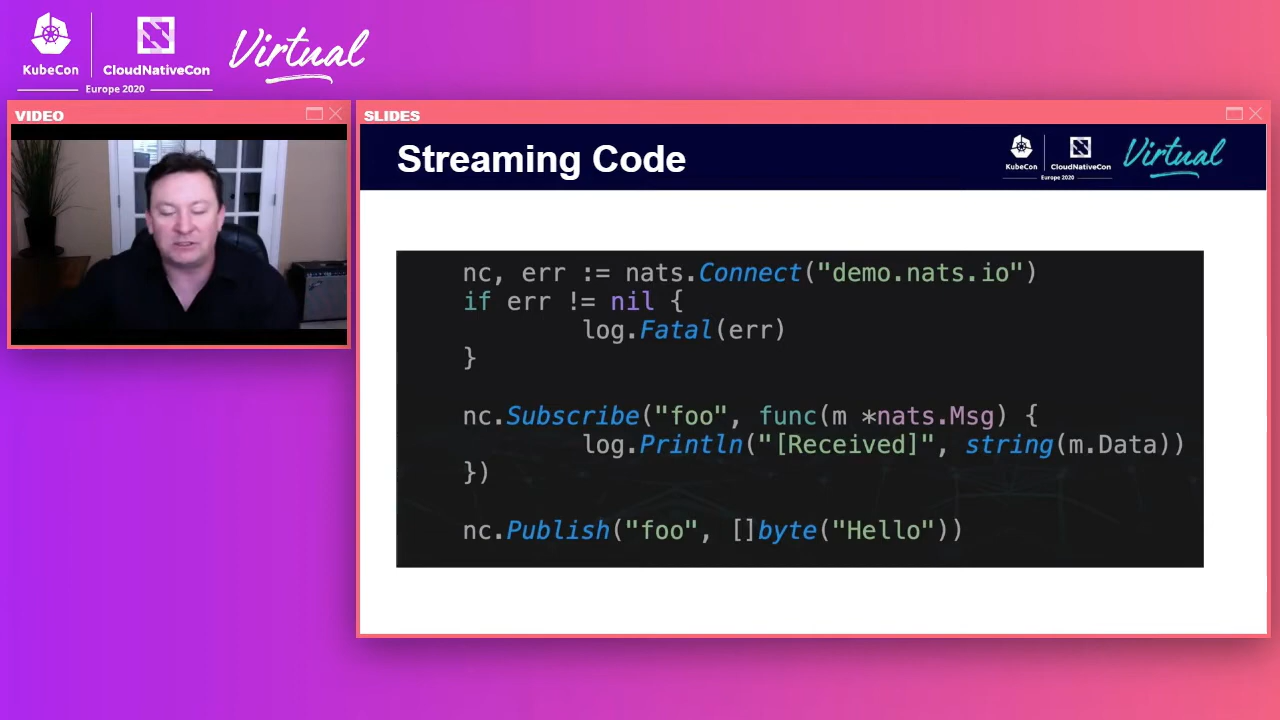 KubeCon
CloudNativeCon
Virtual
Europe 2020
VIDEO
SLIDES
Streaming Code
KubeCon
CloudNativeCon
Virtual
Europe 2020
nc, err := nats.Connect("demo.nats.io")
if err != nil {
log.Fatal(err)
}
nc.Subscribe("foo", func(m *nats.Msg) {
log.Println("[Received]", string(m.Data))
})
nc.Publish("foo", []byte("Hello"))